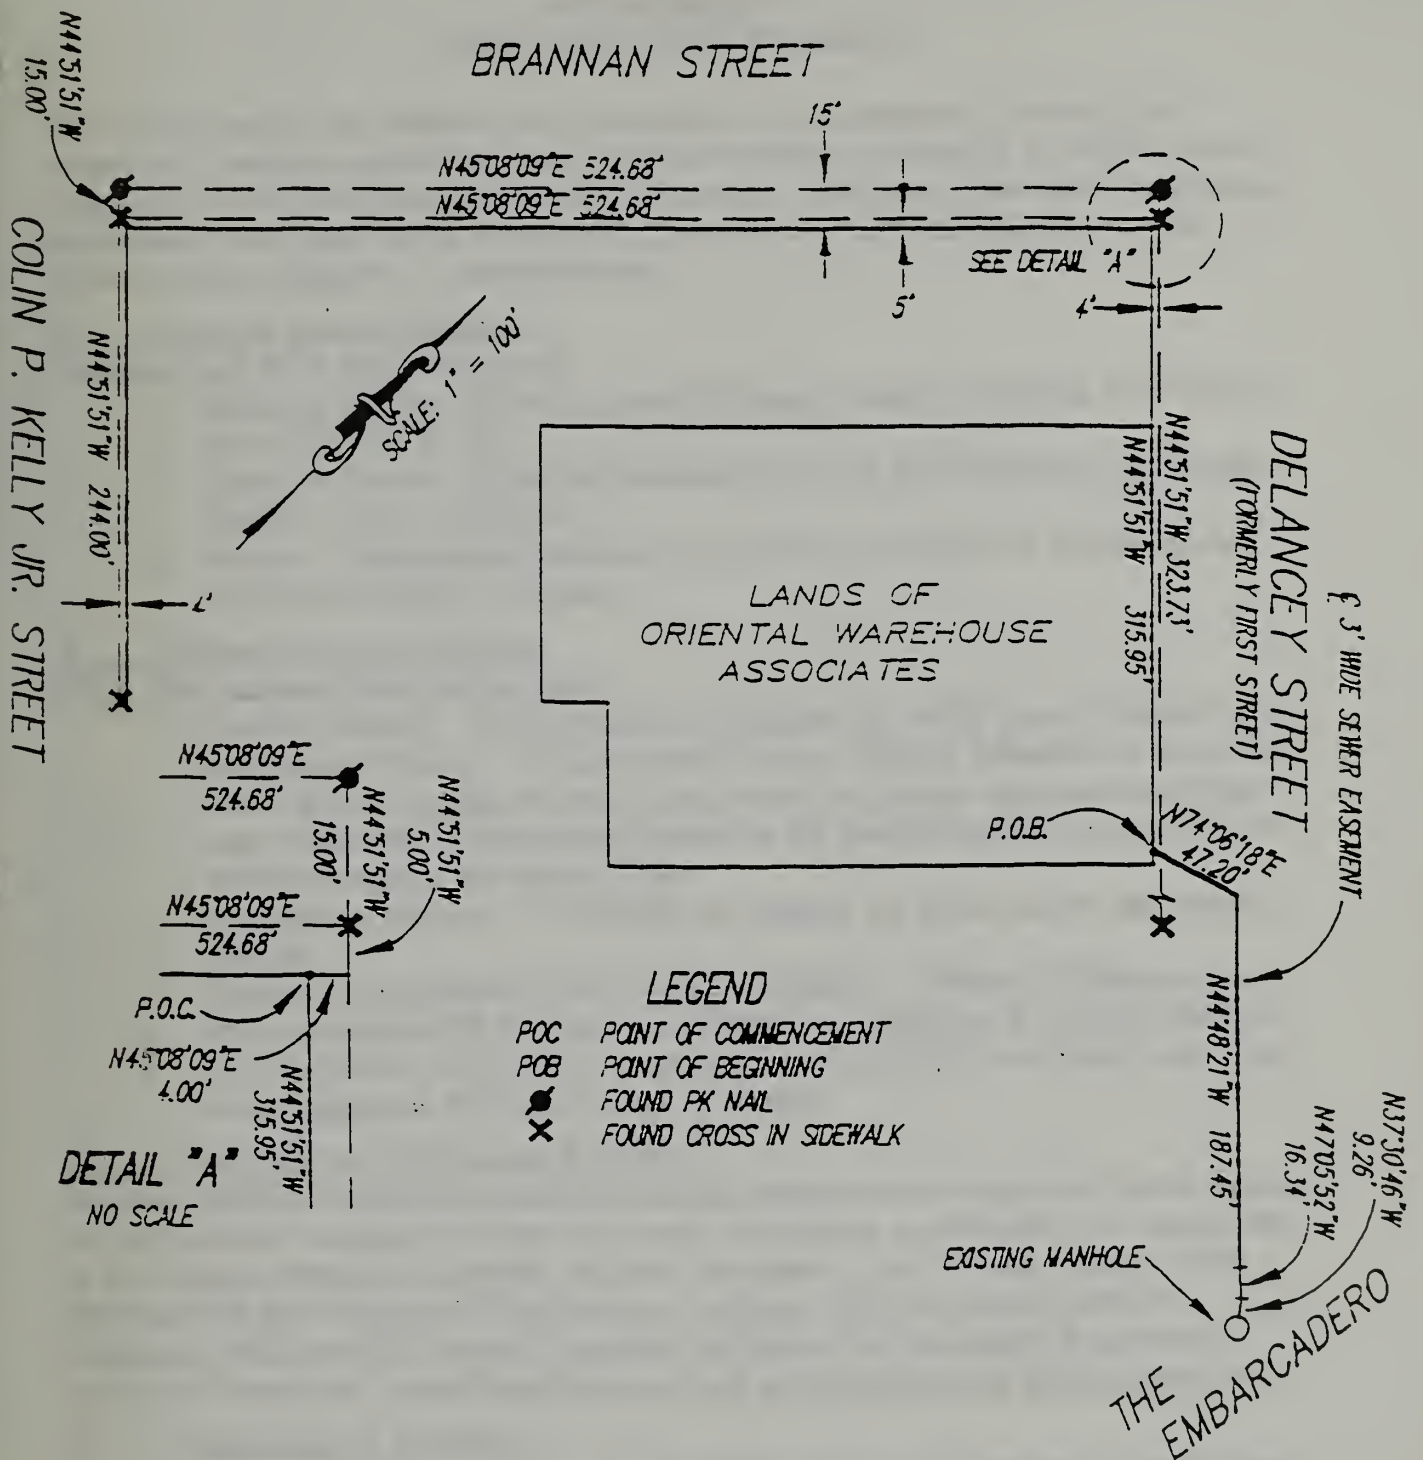 BRANNAN STREET
N44°51'51"W
15.00'
15'
N45°08'09"E 524.68'
N45°08'09"E 524.68'
SEE DETAIL "A"
5'
4'
COLIN P. KELLY JR. STREET
N44°51'51"W 244.00'
4'
SCALE: 1" = 100'
LANDS OF
ORIENTAL WAREHOUSE
ASSOCIATES
N44°51'51"W 323.73'
N44°51'51"W 315.95'
DELANCEY STREET
(FORMERLY FIRST STREET)
℄ 3' WIDE SEWER EASEMENT
P.O.B.
N74°06'18"E
47.20'
N44°48'21"W 187.45'
N37°30'46"W
9.26'
N47°05'52"W
16.34'
EXISTING MANHOLE
THE
EMBARCADERO
N45°08'09"E
524.68'
N44°51'51"W
15.00'
N44°51'51"W
5.00'
N45°08'09"E
524.68'
P.O.C.
N45°08'09"E
4.00'
N44°51'51"W
315.95'
DETAIL "A"
NO SCALE
LEGEND
POC POINT OF COMMENCEMENT
POB POINT OF BEGINNING
FOUND PK NAIL
FOUND CROSS IN SIDEWALK